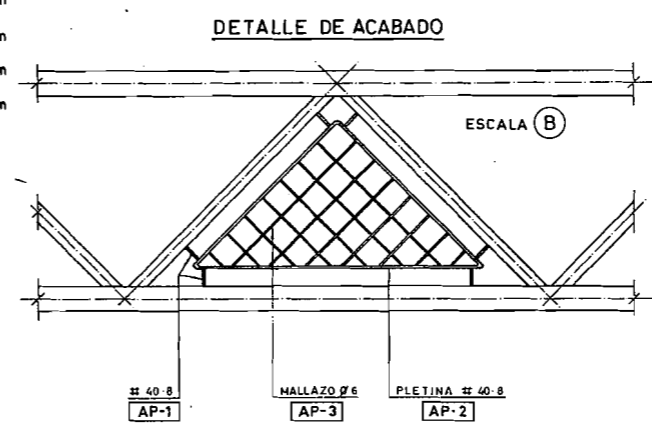 m
m
m
m
DETALLE DE ACABADO
ESCALA B
# 40-8
MALLAZO Ø6
PLETINA # 40-8
AP-1
AP-3
AP-2